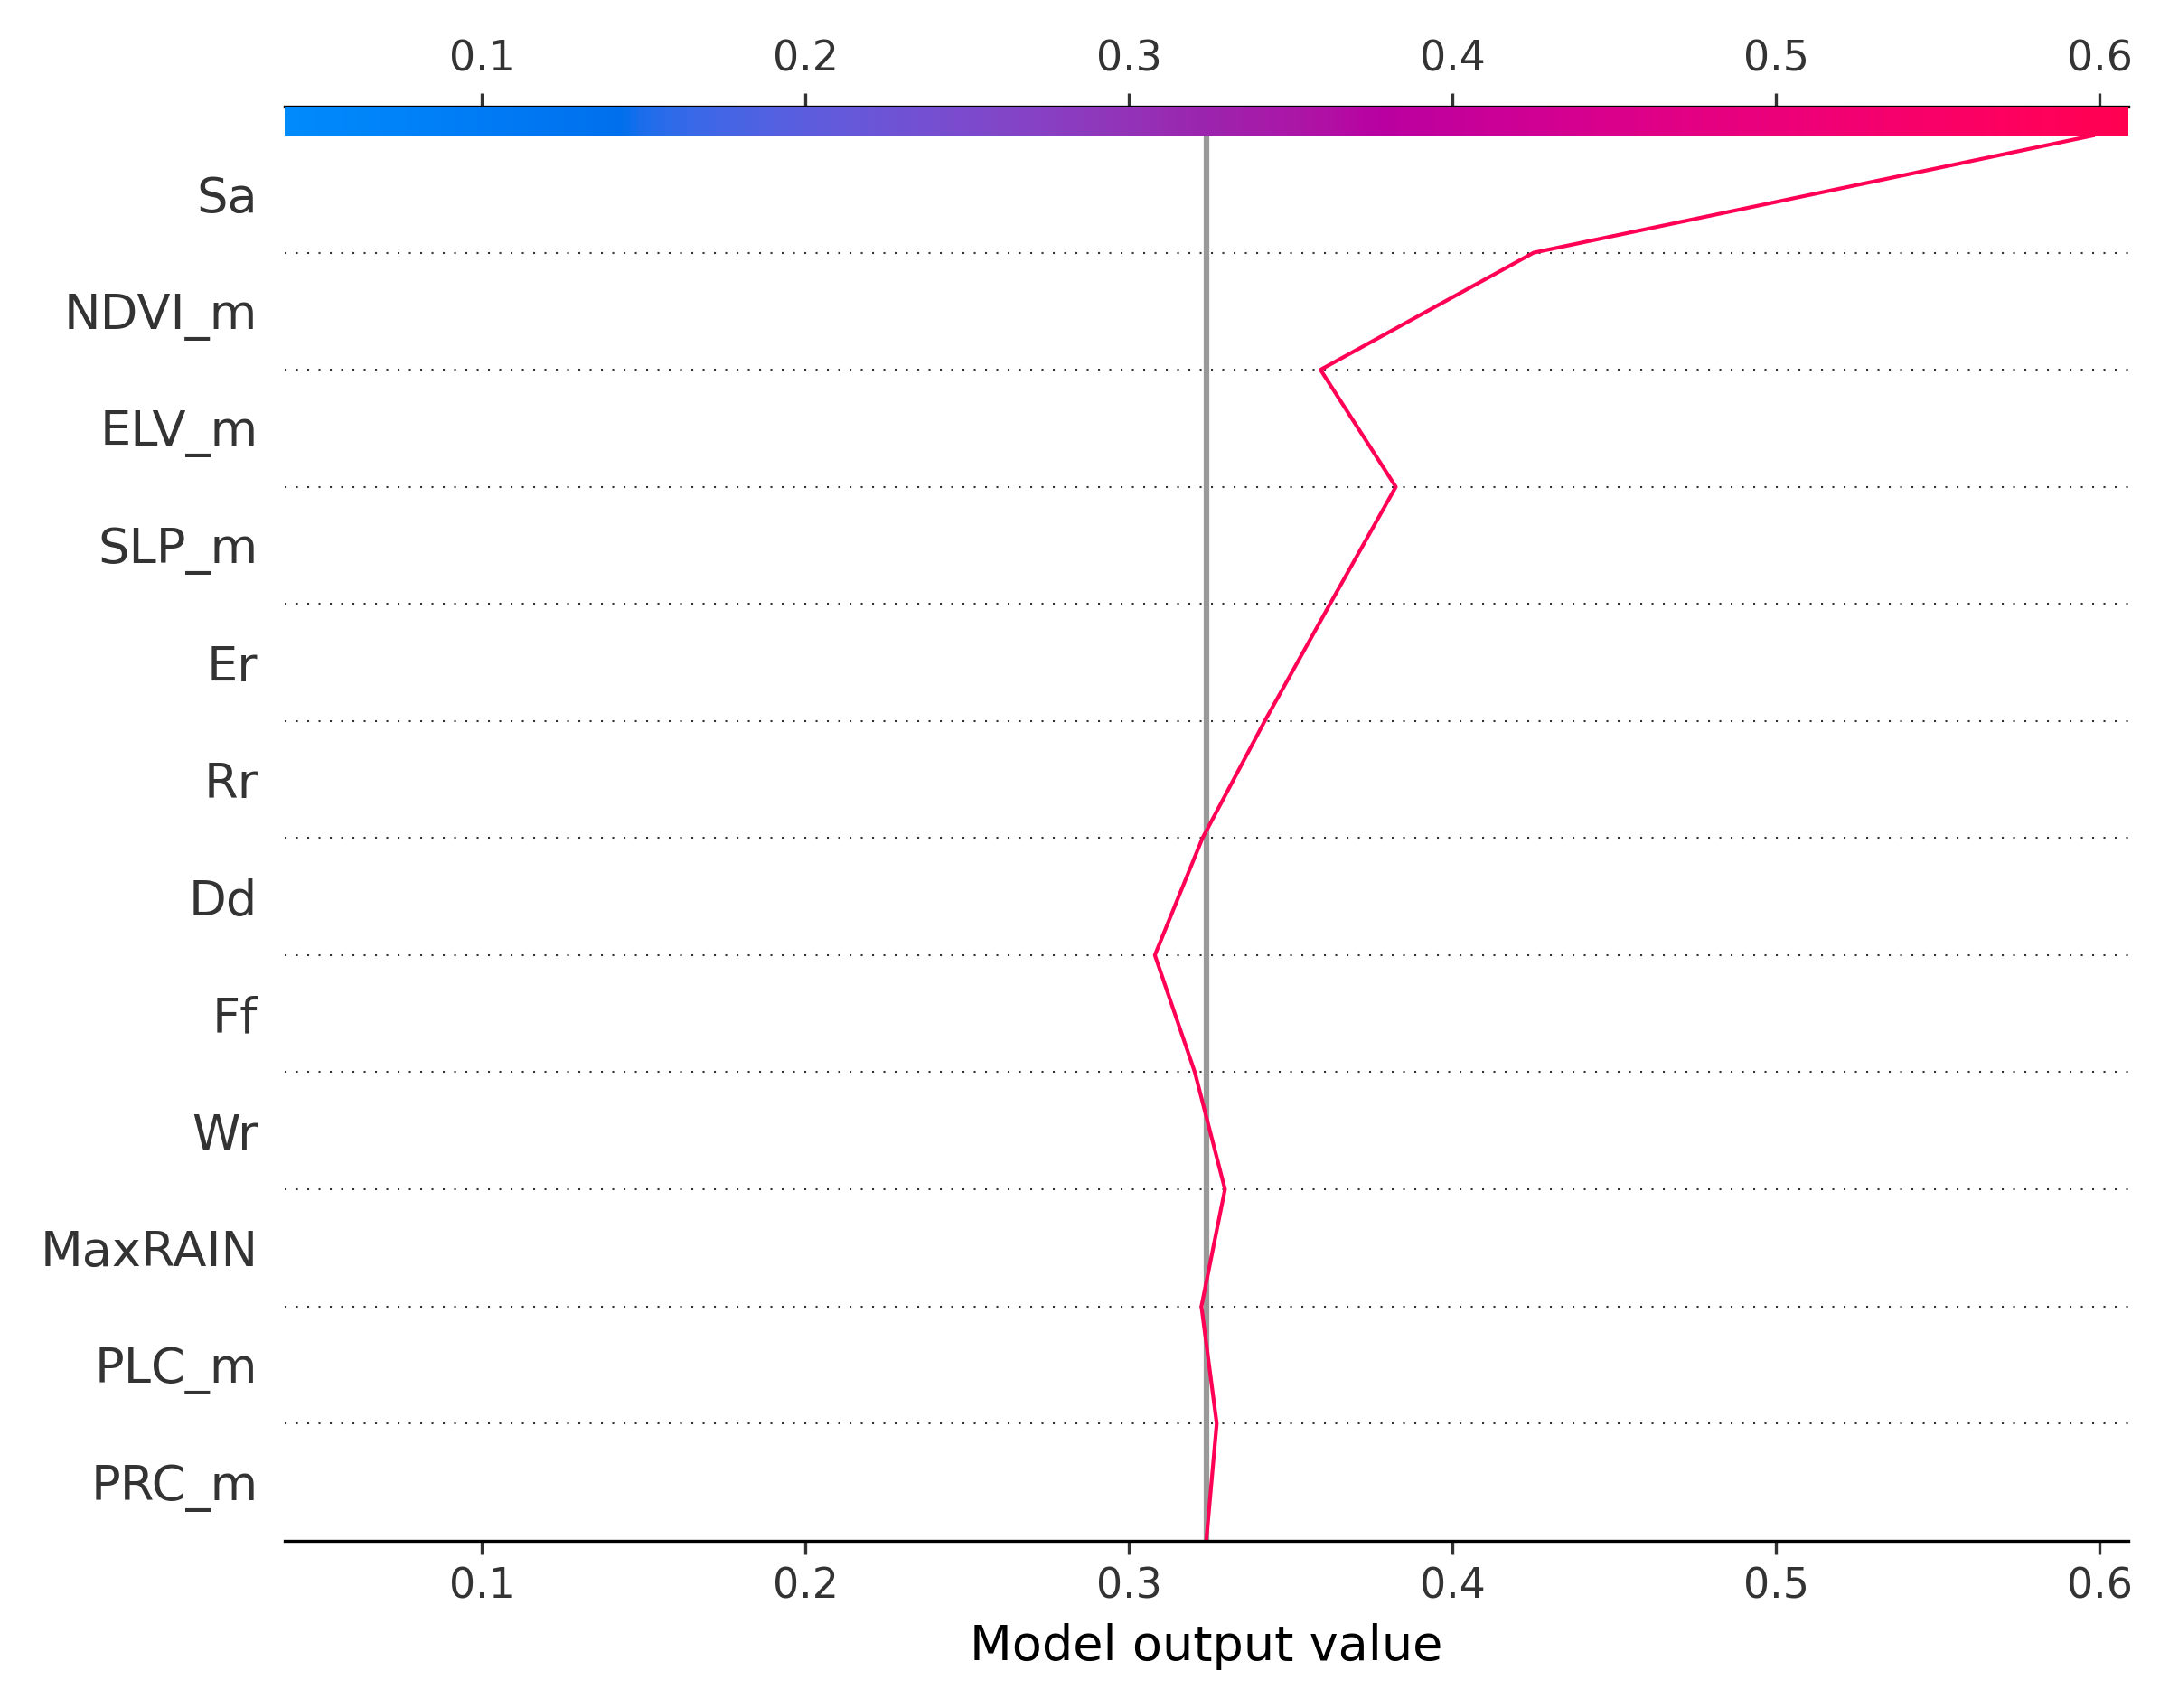 0.1 0.2 0.3 0.4 0.5 0.6
Sa
NDVI_m
ELV_m
SLP_m
Er
Rr
Dd
Ff
Wr
MaxRAIN
PLC_m
PRC_m
0.1 0.2 0.3 0.4 0.5 0.6
Model output value